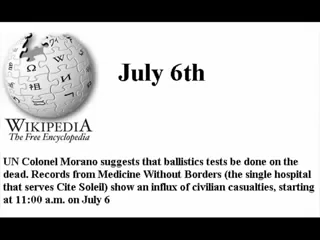 July 6th
WIKIPEDIA
The Free Encyclopedia
UN Colonel Morano suggests that ballistics tests be done on the
dead. Records from Medicine Without Borders (the single hospital
that serves Cite Soleil) show an influx of civilian casualties, starting
at 11:00 a.m. on July 6